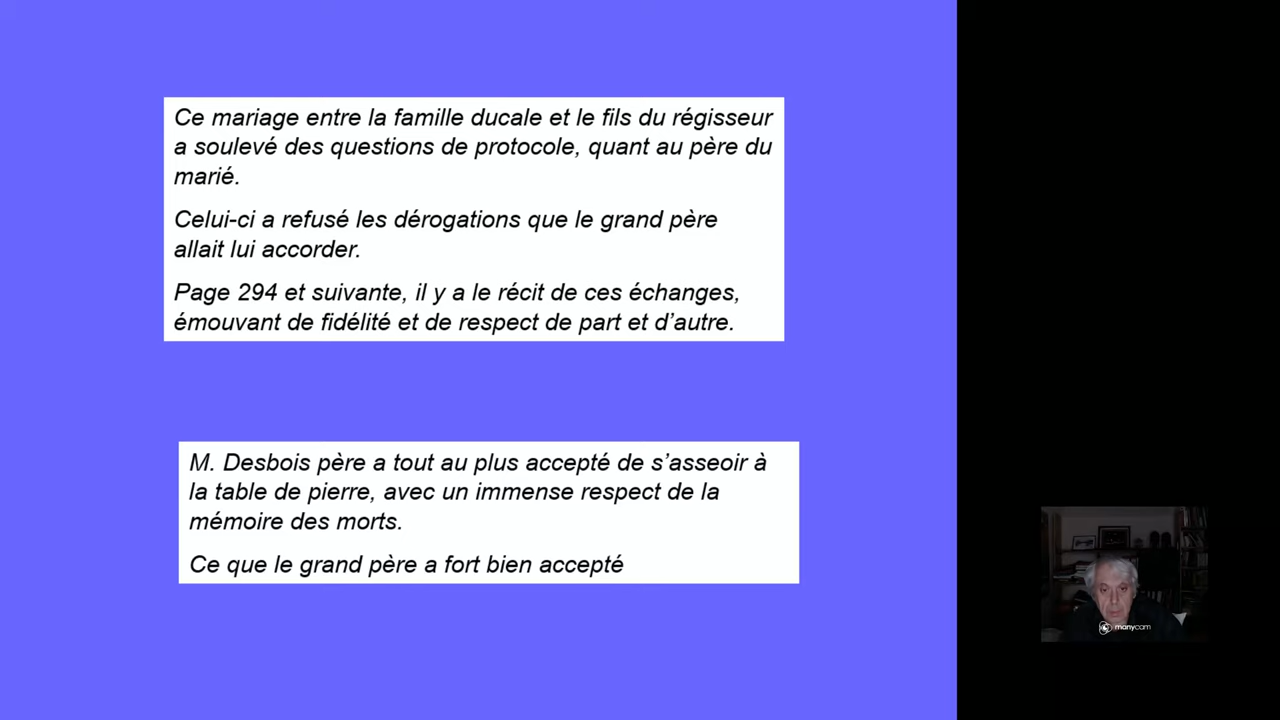 Ce mariage entre la famille ducale et le fils du régisseur
a soulevé des questions de protocole, quant au père du
marié.
Celui-ci a refusé les dérogations que le grand père
allait lui accorder.
Page 294 et suivante, il y a le récit de ces échanges,
émouvant de fidélité et de respect de part et d’autre.
M. Desbois père a tout au plus accepté de s’asseoir à
la table de pierre, avec un immense respect de la
mémoire des morts.
Ce que le grand père a fort bien accepté
manycam